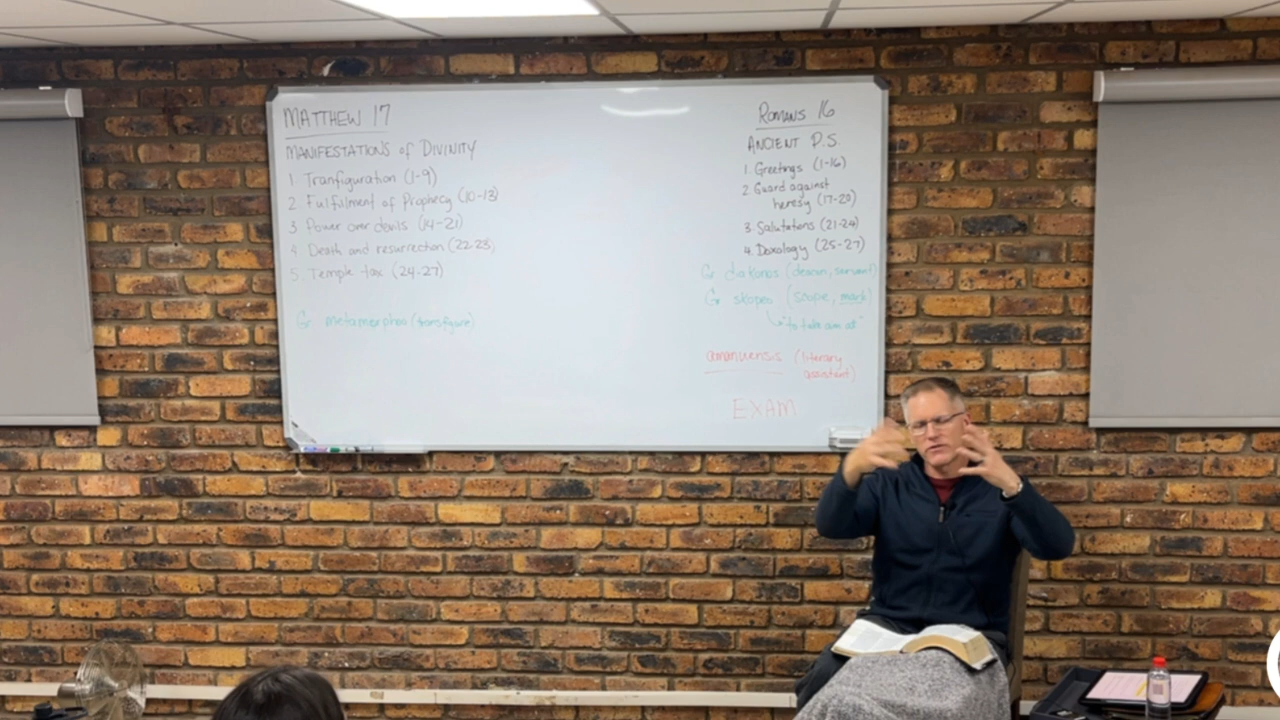 MATTHEW 17
MANIFESTATIONS of DIVINITY
1. Tranfiguration (1-9)
2. Fulfilment of Prophecy (10-13)
3. Power over devils (14-21)
4. Death and resurrection (22-23)
5. Temple tax (24-27)
Gr metamorphoo (transfigure)
ROMANS 16
ANCIENT P.S.
1. Greetings (1-16)
2. Guard against
heresy (17-20)
3. Salutations (21-24)
4. Doxology (25-27)
Gr diakonos (deacon, servant)
Gr skopeo (scope, mark)
"to take aim at"
amanuensis (literary
assistant)
EXAM